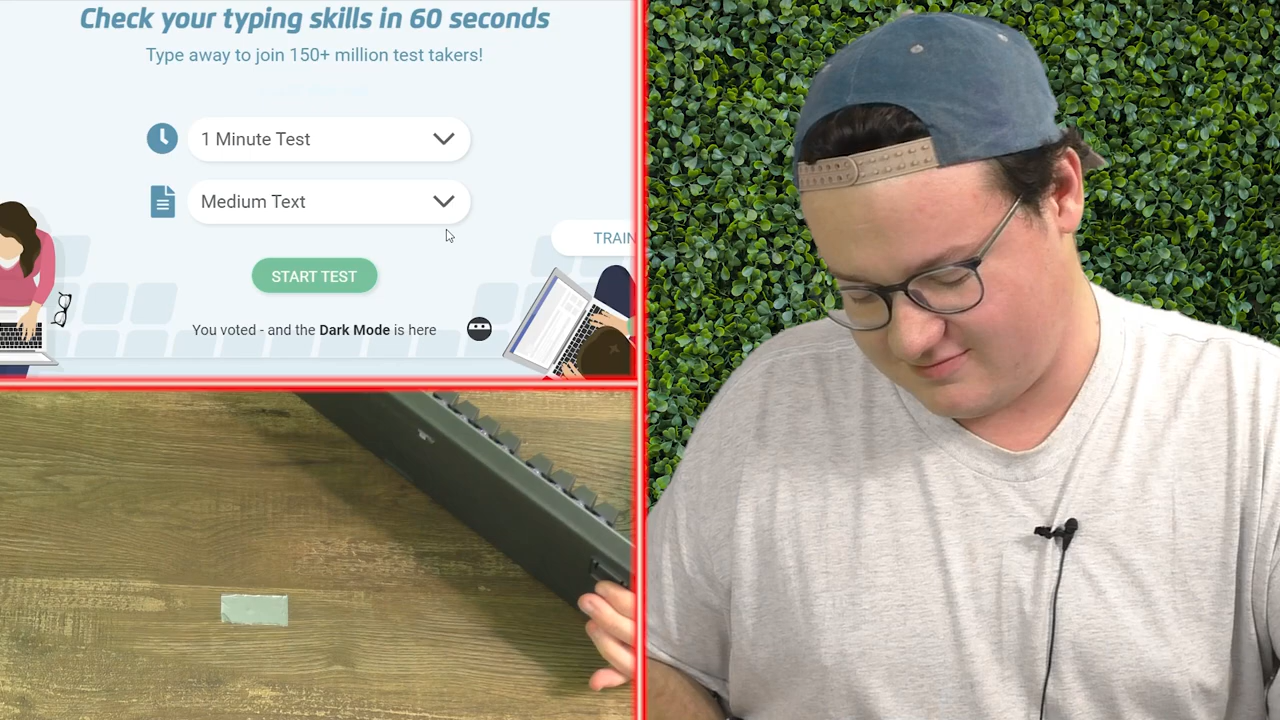 Check your typing skills in 60 seconds
Type away to join 150+ million test takers!
1 Minute Test
Medium Text
TRAIN
START TEST
You voted - and the Dark Mode is here